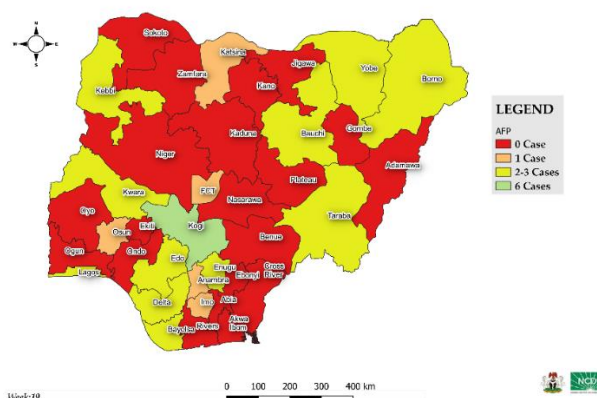 Sokoto
Katsina
Jigawa
Yobe
Borno
Zamfara
Kano
Kebbi
Kaduna
Bauchi
Gombe
Niger
Adamawa
Plateau
FCT
Kwara
Nasarawa
Taraba
Oyo
Kogi
Osun
Ekiti
Benue
Ogun
Ondo
Edo
Enugu
Cross
River
Lagos
Anambra
Ebonyi
Delta
Imo
Abia
Bayelsa
Rivers
Akwa
Ibom
LEGEND
AFP
0 Case
1 Case
2-3 Cases
6 Cases
0 100 200 300 400 km
Week:19